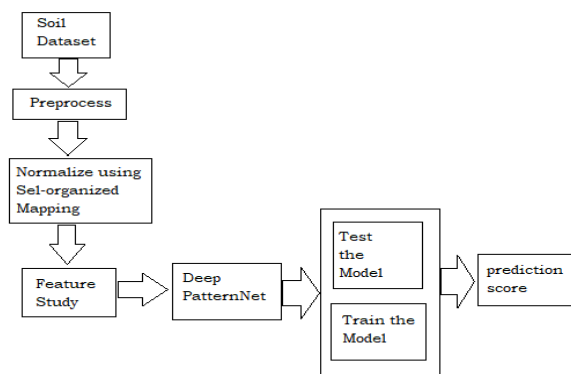 Soil
Dataset
Preprocess
Normalize using
Sel-organized
Mapping
Feature
Study
Deep
PatternNet
Test
the
Model
Train the
Model
prediction
score